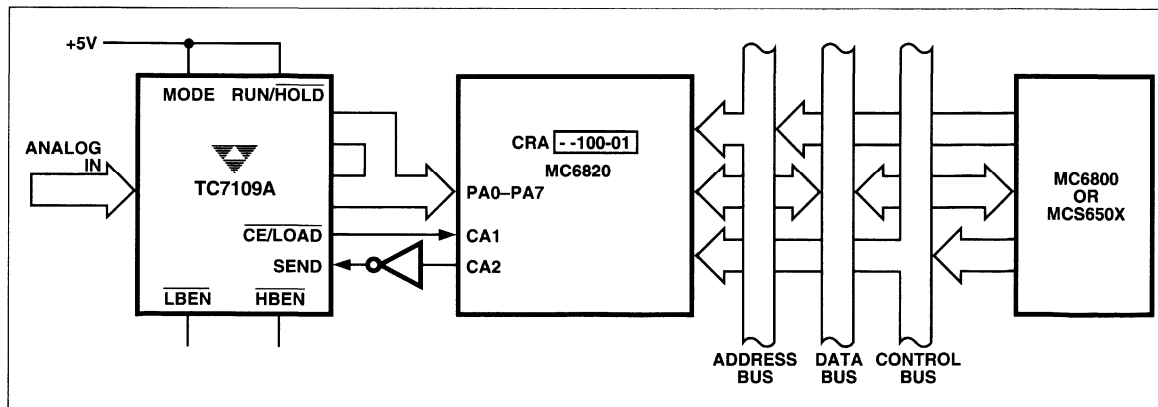 +5V
MODE RUN/HOLD
ANALOG
IN
TC7109A
CE/LOAD
SEND
LBEN HBEN
CRA - -100-01
MC6820
PA0–PA7
CA1
CA2
MC6800
OR
MCS650X
ADDRESS
BUS
DATA
BUS
CONTROL
BUS